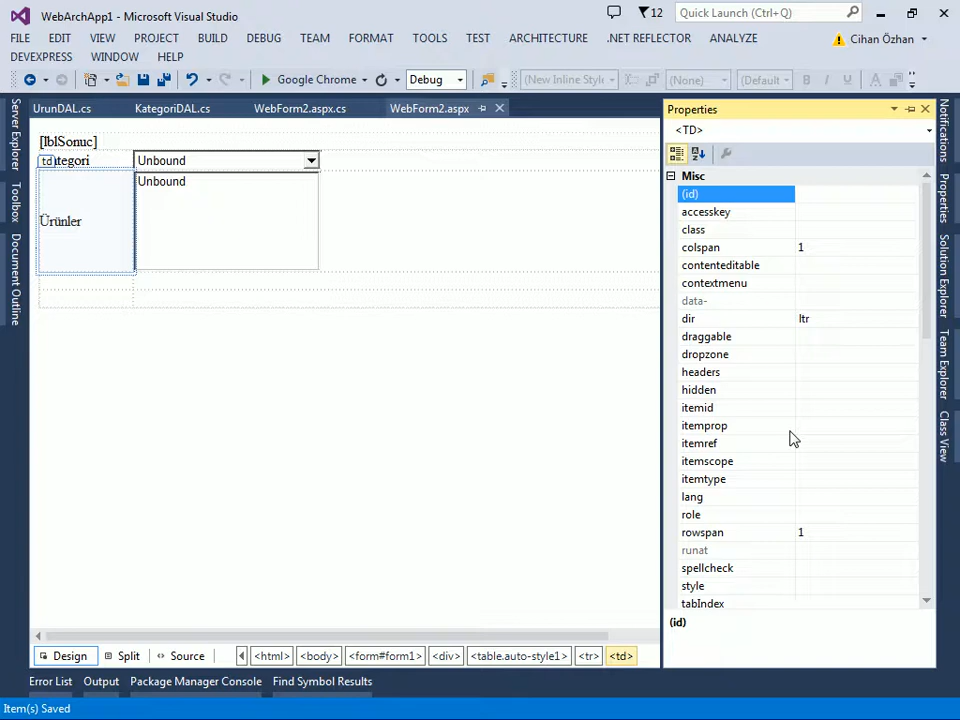 WebArchApp1 - Microsoft Visual Studio
12
Quick Launch (Ctrl+Q)
FILE EDIT VIEW PROJECT BUILD DEBUG TEAM FORMAT TOOLS TEST ARCHITECTURE .NET REFLECTOR ANALYZE
Cihan Özhan
DEVEXPRESS WINDOW HELP
Google Chrome
Debug
(New Inline Style
(None)
(Default
B I U A
UrunDAL.cs KategoriDAL.cs WebForm2.aspx.cs WebForm2.aspx
Server Explorer
Toolbox
Document Outline
[lblSonuc]
td
tegori
Unbound
Unbound
Ürünler
Properties
<TD>
Misc
(id)
accesskey
class
colspan 1
contenteditable
contextmenu
data-
dir ltr
draggable
dropzone
headers
hidden
itemid
itemprop
itemref
itemscope
itemtype
lang
role
rowspan 1
runat
spellcheck
style
tabIndex
(id)
Notifications
Properties
Solution Explorer
Team Explorer
Class View
Design Split Source
<html> <body> <form#form1> <div> <table.auto-style1> <tr> <td>
Error List Output Package Manager Console Find Symbol Results
Item(s) Saved